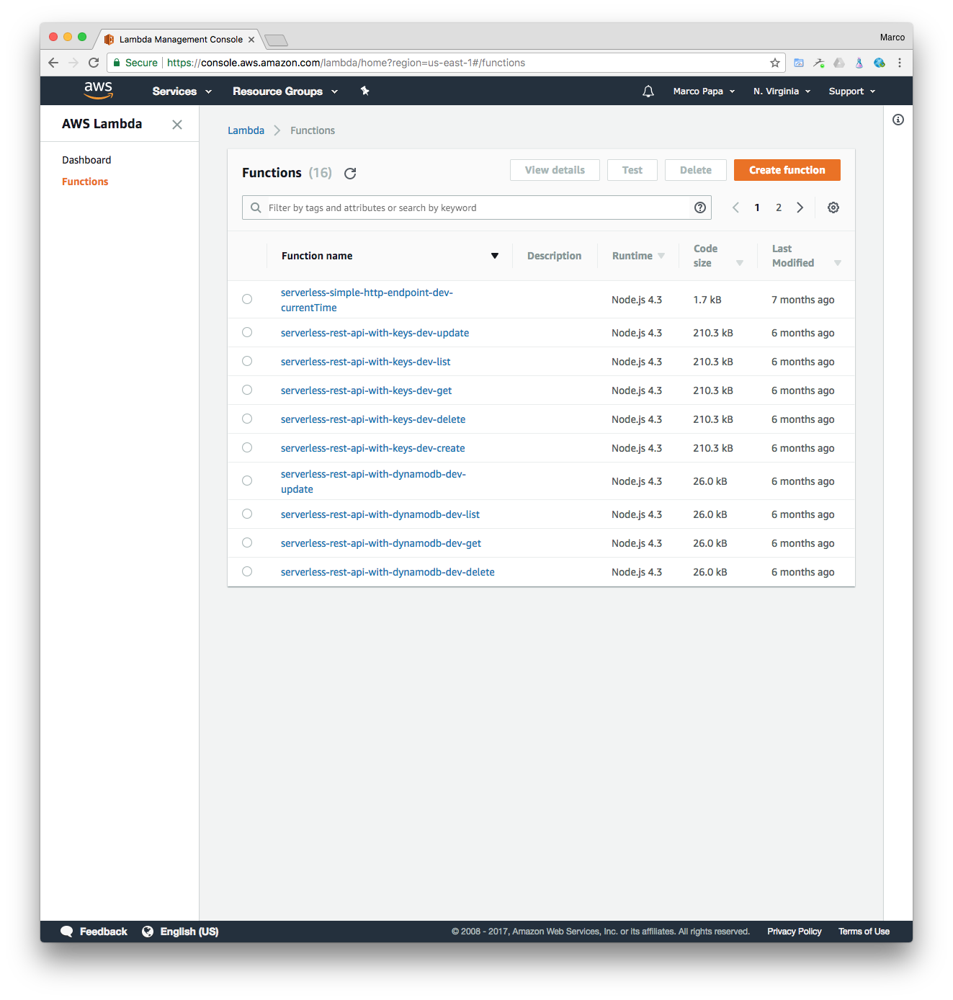 Lambda Management Console
Marco
Secure https://console.aws.amazon.com/lambda/home?region=us-east-1#/functions
aws Services Resource Groups Marco Papa N. Virginia Support
AWS Lambda
Dashboard
Functions
Lambda Functions
Functions (16) View details Test Delete Create function
Filter by tags and attributes or search by keyword 1 2
Function name Description Runtime Code size Last Modified
serverless-simple-http-endpoint-dev-
currentTime Node.js 4.3 1.7 kB 7 months ago
serverless-rest-api-with-keys-dev-update Node.js 4.3 210.3 kB 6 months ago
serverless-rest-api-with-keys-dev-list Node.js 4.3 210.3 kB 6 months ago
serverless-rest-api-with-keys-dev-get Node.js 4.3 210.3 kB 6 months ago
serverless-rest-api-with-keys-dev-delete Node.js 4.3 210.3 kB 6 months ago
serverless-rest-api-with-keys-dev-create Node.js 4.3 210.3 kB 6 months ago
serverless-rest-api-with-dynamodb-dev-
update Node.js 4.3 26.0 kB 6 months ago
serverless-rest-api-with-dynamodb-dev-list Node.js 4.3 26.0 kB 6 months ago
serverless-rest-api-with-dynamodb-dev-get Node.js 4.3 26.0 kB 6 months ago
serverless-rest-api-with-dynamodb-dev-delete Node.js 4.3 26.0 kB 6 months ago
Feedback English (US) © 2008 - 2017, Amazon Web Services, Inc. or its affiliates. All rights reserved. Privacy Policy Terms of Use